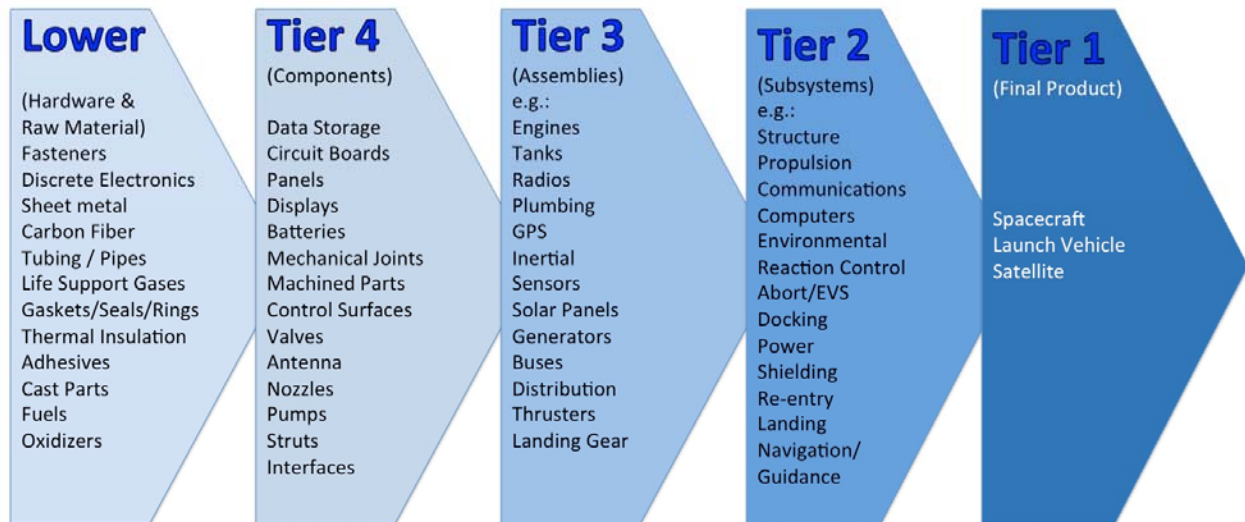 Lower
(Hardware &
Raw Material)
Fasteners
Discrete Electronics
Sheet metal
Carbon Fiber
Tubing / Pipes
Life Support Gases
Gaskets/Seals/Rings
Thermal Insulation
Adhesives
Cast Parts
Fuels
Oxidizers
Tier 4
(Components)
Data Storage
Circuit Boards
Panels
Displays
Batteries
Mechanical Joints
Machined Parts
Control Surfaces
Valves
Antenna
Nozzles
Pumps
Struts
Interfaces
Tier 3
(Assemblies)
e.g.:
Engines
Tanks
Radios
Plumbing
GPS
Inertial
Sensors
Solar Panels
Generators
Buses
Distribution
Thrusters
Landing Gear
Tier 2
(Subsystems)
e.g.:
Structure
Propulsion
Communications
Computers
Environmental
Reaction Control
Abort/EVS
Docking
Power
Shielding
Re-entry
Landing
Navigation/
Guidance
Tier 1
(Final Product)
Spacecraft
Launch Vehicle
Satellite